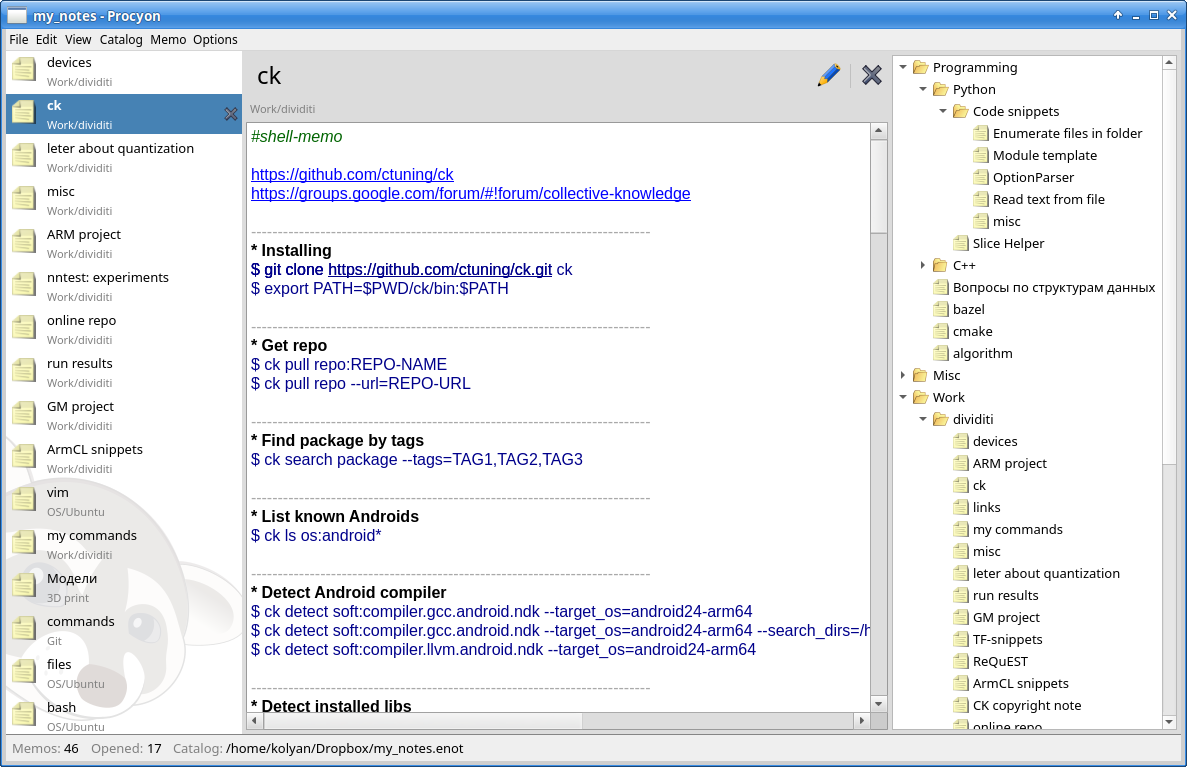 my_notes - Procyon
File Edit View Catalog Memo Options
devices
Work/dividiti
ck
Work/dividiti
leter about quantization
Work/dividiti
misc
Work/dividiti
ARM project
Work/dividiti
nntest: experiments
Work/dividiti
online repo
Work/dividiti
run results
Work/dividiti
GM project
Work/dividiti
ArmCL snippets
Work/dividiti
vim
OS/Ubuntu
my commands
Work/dividiti
Модели
3D print
commands
Git
files
OS/Ubuntu
bash
OS/Ubuntu
ck
Work/dividiti
#shell-memo
https://github.com/ctuning/ck
https://groups.google.com/forum/#!forum/collective-knowledge
--------------------------------------------------------------------------------
* Installing
$ git clone https://github.com/ctuning/ck.git ck
$ export PATH=$PWD/ck/bin:$PATH
--------------------------------------------------------------------------------
* Get repo
$ ck pull repo:REPO-NAME
$ ck pull repo --url=REPO-URL
--------------------------------------------------------------------------------
* Find package by tags
$ ck search package --tags=TAG1,TAG2,TAG3
--------------------------------------------------------------------------------
* List known Androids
$ ck ls os:android*
--------------------------------------------------------------------------------
* Detect Android compiler
$ ck detect soft:compiler.gcc.android.ndk --target_os=android24-arm64
$ ck detect soft:compiler.gcc.android.ndk --target_os=android24-arm64 --search_dirs=/h
$ ck detect soft:compiler.llvm.android.ndk --target_os=android24-arm64
--------------------------------------------------------------------------------
* Detect installed libs
Programming
Python
Code snippets
Enumerate files in folder
Module template
OptionParser
Read text from file
misc
Slice Helper
C++
Вопросы по структурам данных
bazel
cmake
algorithm
Misc
Work
dividiti
devices
ARM project
ck
links
my commands
misc
leter about quantization
run results
GM project
TF-snippets
ReQuEST
ArmCL snippets
CK copyright note
online repo
Memos: 46 Opened: 17 Catalog: /home/kolyan/Dropbox/my_notes.enot